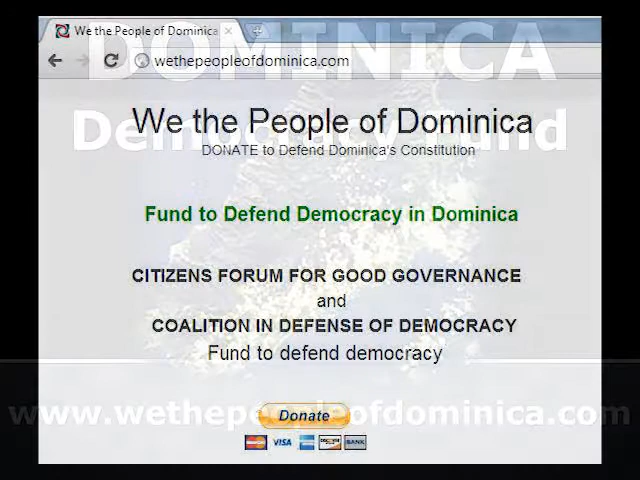 DOMINICA
We the People of Dominica
wethepeopleofdominica.com
Democracy Fund
We the People of Dominica
DONATE to Defend Dominica's Constitution
Fund to Defend Democracy in Dominica
CITIZENS FORUM FOR GOOD GOVERNANCE
and
COALITION IN DEFENSE OF DEMOCRACY
Fund to defend democracy
www.wethepeopleofdominica.com
Donate
VISA
BANK